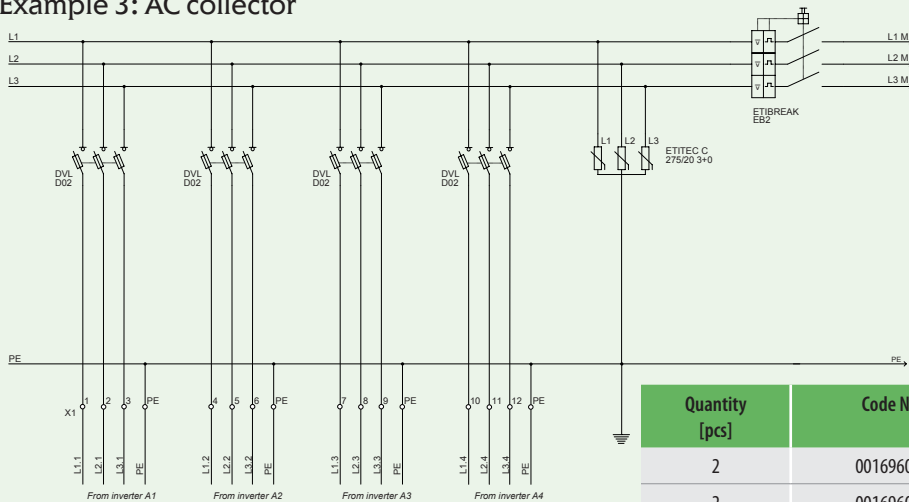 Example 3: AC collector
L1
L1 M
L2
L2 M
L3
L3 M
ETIBREAK
EB2
L1 L2 L3
ETITEC C
275/20 3+0
DVL
D02
DVL
D02
DVL
D02
DVL
D02
PE
PE
X1 1 2 3 PE 4 5 6 PE 7 8 9 PE 10 11 12 PE
L1.1 L2.1 L3.1 PE L1.2 L2.2 L3.2 PE L1.3 L2.3 L3.3 PE L1.4 L2.4 L3.4 PE
From inverter A1 From inverter A2 From inverter A3 From inverter A4
Quantity
[pcs]
Code N
2 0016960